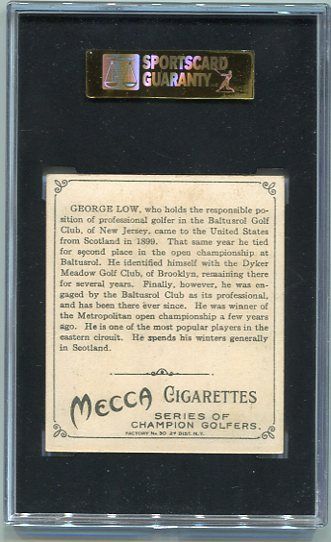 SPORTSCARD
GUARANTY
GEORGE LOW, who holds the responsible po-
sition of professional golfer in the Baltusrol Golf
Club, of New Jersey, came to the United States
from Scotland in 1899. That same year he tied
for second place in the open championship at
Baltusrol. He identified himself with the Dyker
Meadow Golf Club, of Brooklyn, remaining there
for several years. Finally, however, he was en-
gaged by the Baltusrol Club as its professional,
and has been there ever since. He was winner of
the Metropolitan open championship a few years
ago. He is one of the most popular players in the
eastern circuit. He spends his winters generally
in Scotland.
MECCA CIGARETTES
SERIES OF
CHAMPION GOLFERS.
FACTORY No. 30 2d DIST. N.Y.